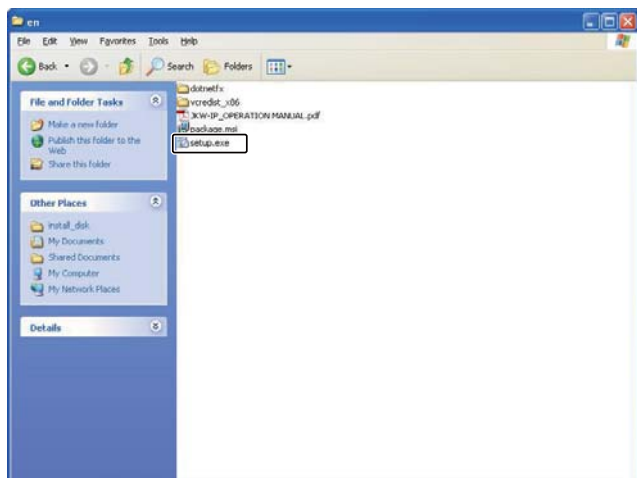 en
File Edit View Favorites Tools Help
Back Search Folders
File and Folder Tasks
Make a new folder
Publish this folder to the
Web
Share this folder
Other Places
install_disk
My Documents
Shared Documents
My Computer
My Network Places
Details
dotnetfx
vcredist_x86
JKW-IP_OPERATION MANUAL.pdf
package.msi
setup.exe